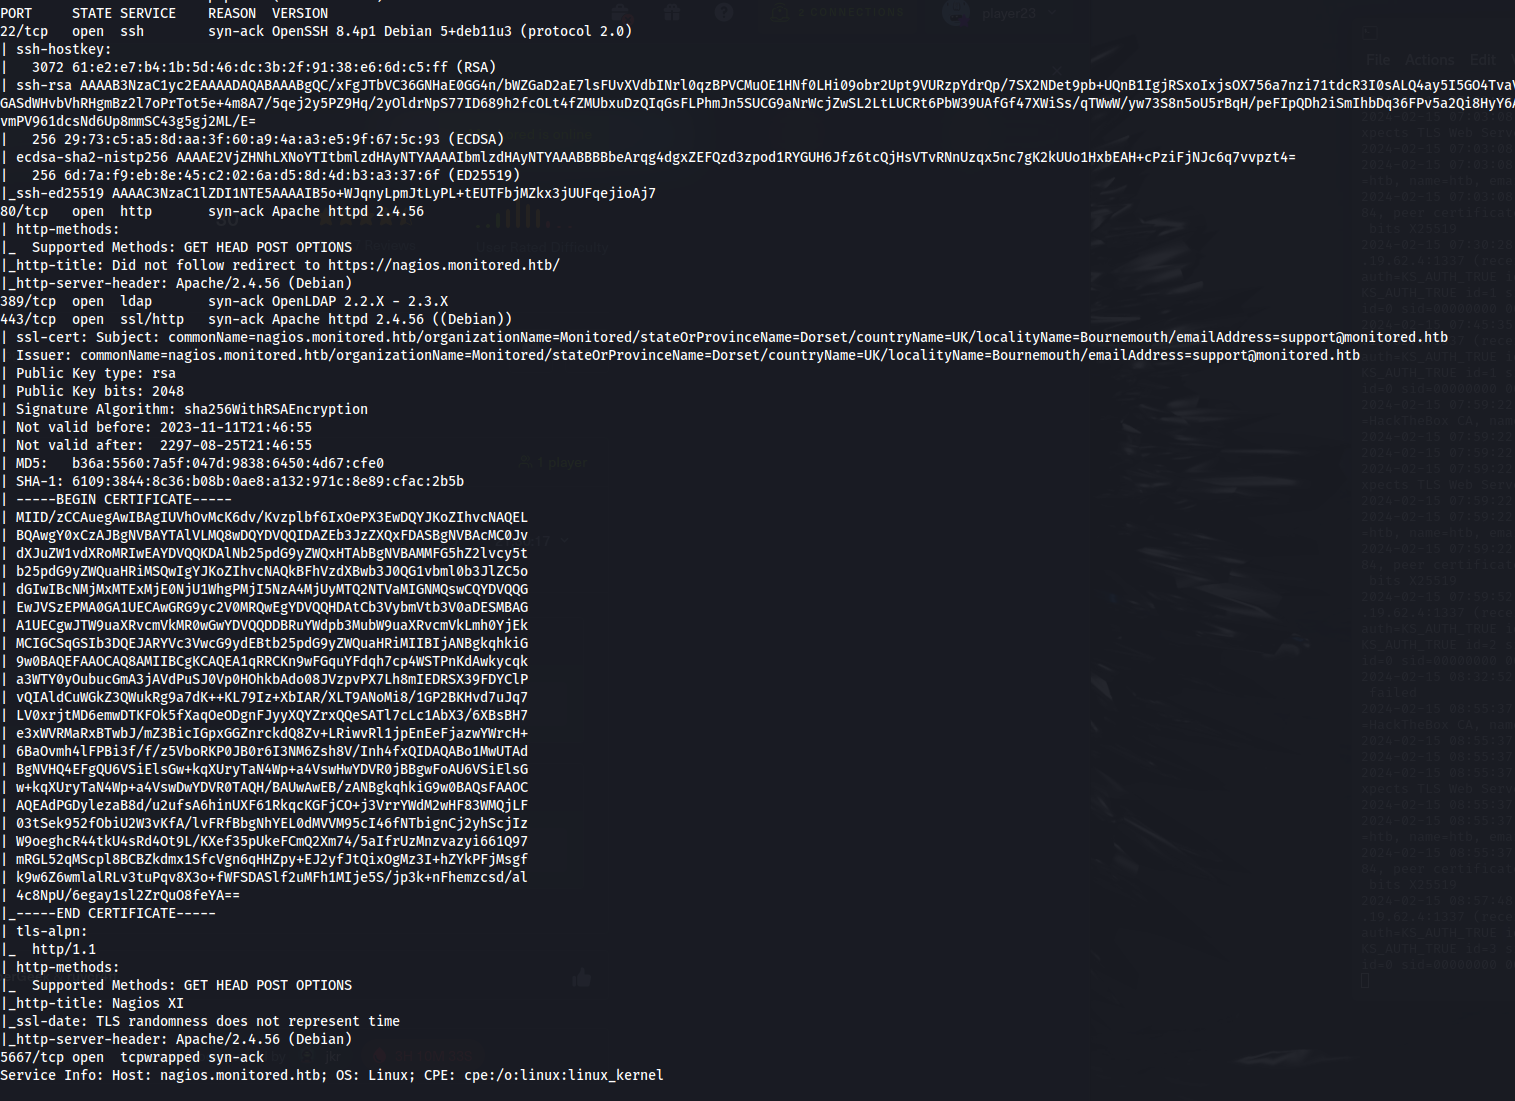 PORT     STATE SERVICE    REASON  VERSION
22/tcp   open  ssh        syn-ack OpenSSH 8.4p1 Debian 5+deb11u3 (protocol 2.0)
| ssh-hostkey:
|   3072 61:e2:e7:b4:1b:5d:46:dc:3b:2f:91:38:e6:6d:c5:ff (RSA)
| ssh-rsa
|   256 29:73:c5:a5:8d:aa:3f:60:a9:4a:a3:e5:9f:67:5c:93 (ECDSA)
| ecdsa-sha2-nistp256
|   256 6d:7a:f9:eb:8e:45:c2:02:6a:d5:8d:4d:b3:a3:37:6f (ED25519)
|_ssh-ed25519 AAAAC3NzaC1lZDI1NTE5AAAAIB5o+WJqnyLpmJtLyPL+tEUTFbjMZkx3jUUFqejioAj7
80/tcp   open  http       syn-ack Apache httpd 2.4.56
| http-methods:
|_  Supported Methods: GET HEAD POST OPTIONS
|_http-title: Did not follow redirect to https://nagios.monitored.htb/
|_http-server-header: Apache/2.4.56 (Debian)
389/tcp  open  ldap       syn-ack OpenLDAP 2.2.X - 2.3.X
443/tcp  open  ssl/http   syn-ack Apache httpd 2.4.56 ((Debian))
| ssl-cert: Subject: commonName=nagios.monitored.htb/organizationName=Monitored/stateOrProvinceName=Dorset/countryName=UK/localityName=Bournemouth/emailAddress=support@monitored.htb
| Issuer: commonName=nagios.monitored.htb/organizationName=Monitored/stateOrProvinceName=Dorset/countryName=UK/localityName=Bournemouth/emailAddress=support@monitored.htb
| Public Key type: rsa
| Public Key bits: 2048
| Signature Algorithm: sha256WithRSAEncryption
| Not valid before: 2023-11-11T21:46:55
| Not valid after:  2297-08-25T21:46:55
| MD5:   b36a:5560:7a5f:047d:9838:6450:4d67:cfe0
| SHA-1: 6109:3844:8c36:b08b:0ae8:a132:971c:8e89:cfac:2b5b
| -----BEGIN CERTIFICATE-----
| MIID/zCCAuegAwIBAgIUVhOvMcK6dv/Kvzplbf6IxOePX3EwDQYJKoZIhvcNAQEL
| BQAwgY0xCzAJBgNVBAYTAlVLMQ8wDQYDVQQIDAZEb3JzZXQxFDASBgNVBAcMC0Jv
| dXJuZW1vdXRoMRIwEAYDVQQKDAlNb25pdG9yZWQxHTAbBgNVBAMMFG5hZ2lvcy5t
| b25pdG9yZWQuaHRiMSQwIgYJKoZIhvcNAQkBFhVzdXBwb3J0QG1vbml0b3JlZC5o
| dGIwIBcNMjMxMTExMjE0NjU1WhgPMjI5NzA4MjUyMTQ2NTVaMIGNMQswCQYDVQQG
| EwJVSzEPMA0GA1UECAwGRG9yc2V0MRQwEgYDVQQHDAtCb3VybmVtb3V0aDESMBAG
| A1UECgwJTW9uaXRvcmVkMR0wGwYDVQQDDBRuYWdpb3MubW9uaXRvcmVkLmh0YjEk
| MCIGCSqGSIb3DQEJARYVc3VwcG9ydEBtb25pdG9yZWQuaHRiMIIBIjANBgkqhkiG
| 9w0BAQEFAAOCAQ8AMIIBCgKCAQEA1qRRCKn9wFGquYFdqh7cp4WSTPnKdAwkycqk
| a3WTY0yOubucGmA3jAVdPuSJ0Vp0HOhkbAdo08JVzpvPX7Lh8mIEDRSX39FDYClP
| vQIAldCuWGkZ3QWukRg9a7dK++KL79Iz+XbIAR/XLT9ANoMi8/1GP2BKHvd7uJq7
| LV0xrjtMD6emwDTKFOk5fXaqOeODgnFJyyXQYZrxQQeSATl7cLc1AbX3/6XBsBH7
| e3xWVRMaRxBTwbJ/mZ3BicIGpxGGZnrckdQ8Zv+LRiwvRl1jpEnEeFjazwYWrcH+
| 6BaOvmh4lFPBi3f/f/z5VboRKP0JB0r6I3NM6Zsh8V/Inh4fxQIDAQABo1MwUTAd
| BgNVHQ4EFgQU6VSiElsGw+kqXUryTaN4Wp+a4VswHwYDVR0jBBgwFoAU6VSiElsG
| w+kqXUryTaN4Wp+a4VswDwYDVR0TAQH/BAUwAwEB/zANBgkqhkiG9w0BAQsFAAOC
| AQEAdPGDylezaB8d/u2ufsA6hinUXF61RkqcKGFjCO+j3VrrYWdM2wHF83WMQjLF
| 03tSek952fObiU2W3vKfA/lvFRfBbgNhYEL0dMVVM95cI46fNTbignCj2yhScjIz
| W9oeghcR44tkU4sRd4Ot9L/KXef35pUkeFCmQ2Xm74/5aIfrUzMnzvazyi661Q97
| mRGL52qMScpl8BCBZkdmx1SfcVgn6qHHZpy+EJ2yfJtQixOgMz3I+hZYkPFjMsgf
| k9w6Z6wmlalRLv3tuPqv8X3o+fWFSDASlf2uMFh1MIje5S/jp3k+nFhemzcsd/al
| 4c8NpU/6egay1sl2ZrQuO8feYA==
|_-----END CERTIFICATE-----
| tls-alpn:
|_  http/1.1
| http-methods:
|_  Supported Methods: GET HEAD POST OPTIONS
|_http-title: Nagios XI
|_ssl-date: TLS randomness does not represent time
|_http-server-header: Apache/2.4.56 (Debian)
5667/tcp open  tcpwrapped syn-ack
Service Info: Host: nagios.monitored.htb; OS: Linux; CPE: cpe:/o:linux:linux_kernel